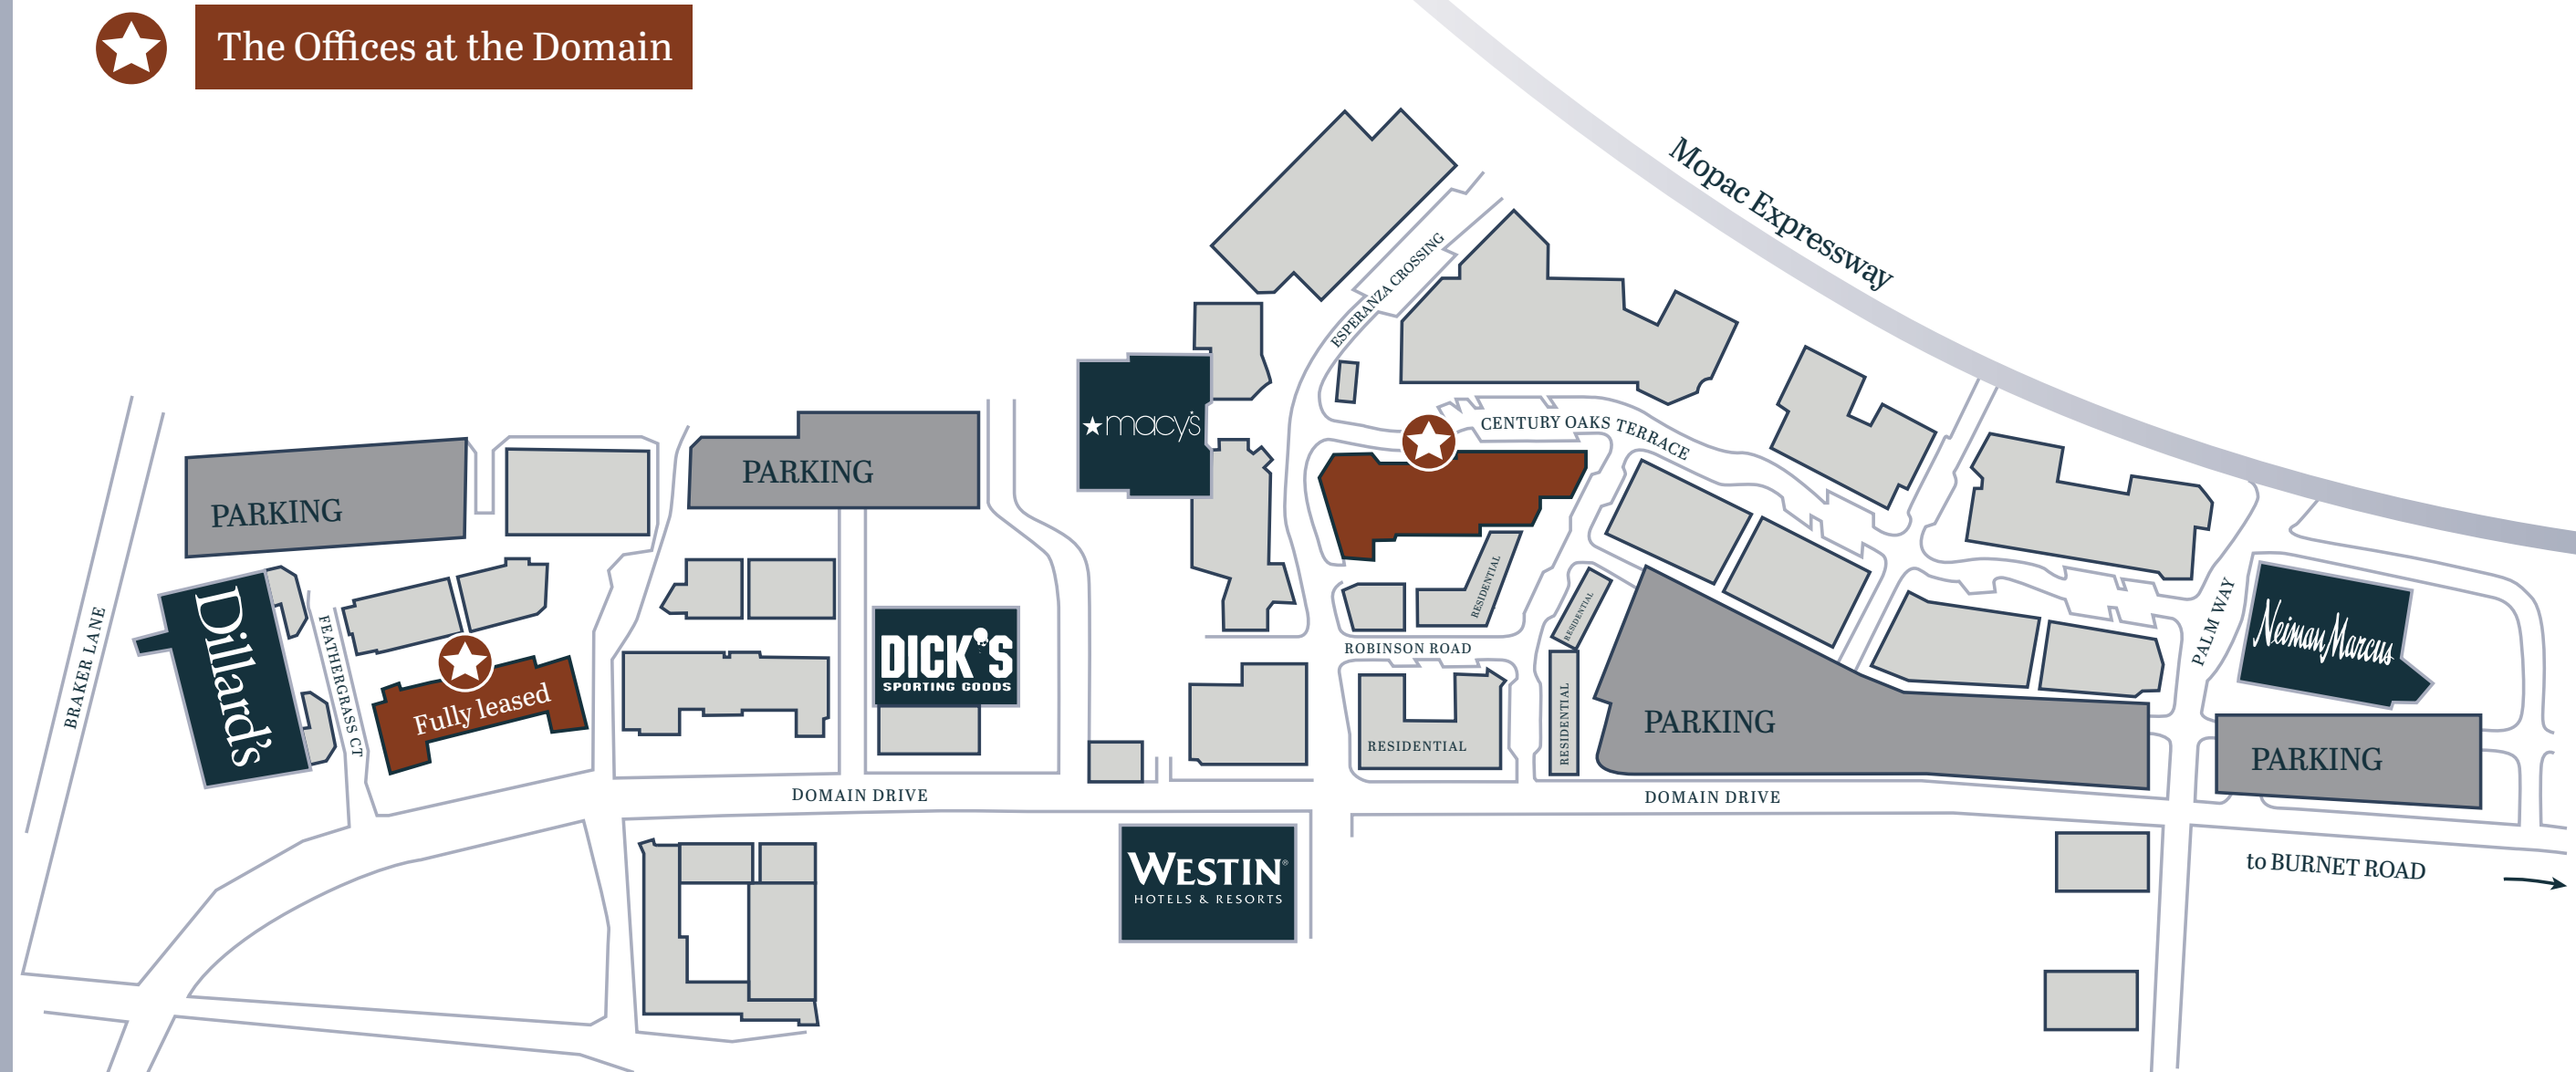 The Offices at the Domain
Mopac Expressway
ESPERANZA CROSSING
macy's
CENTURY OAKS TERRACE
PARKING
PARKING
BRAKER LANE
Dillard's
FEATHERGRASS CT
Fully leased
DICK'S
SPORTING GOODS
RESIDENTIAL
RESIDENTIAL
ROBINSON ROAD
RESIDENTIAL
RESIDENTIAL
PARKING
PALM WAY
Neiman Marcus
PARKING
DOMAIN DRIVE
DOMAIN DRIVE
WESTIN®
HOTELS & RESORTS
to BURNET ROAD